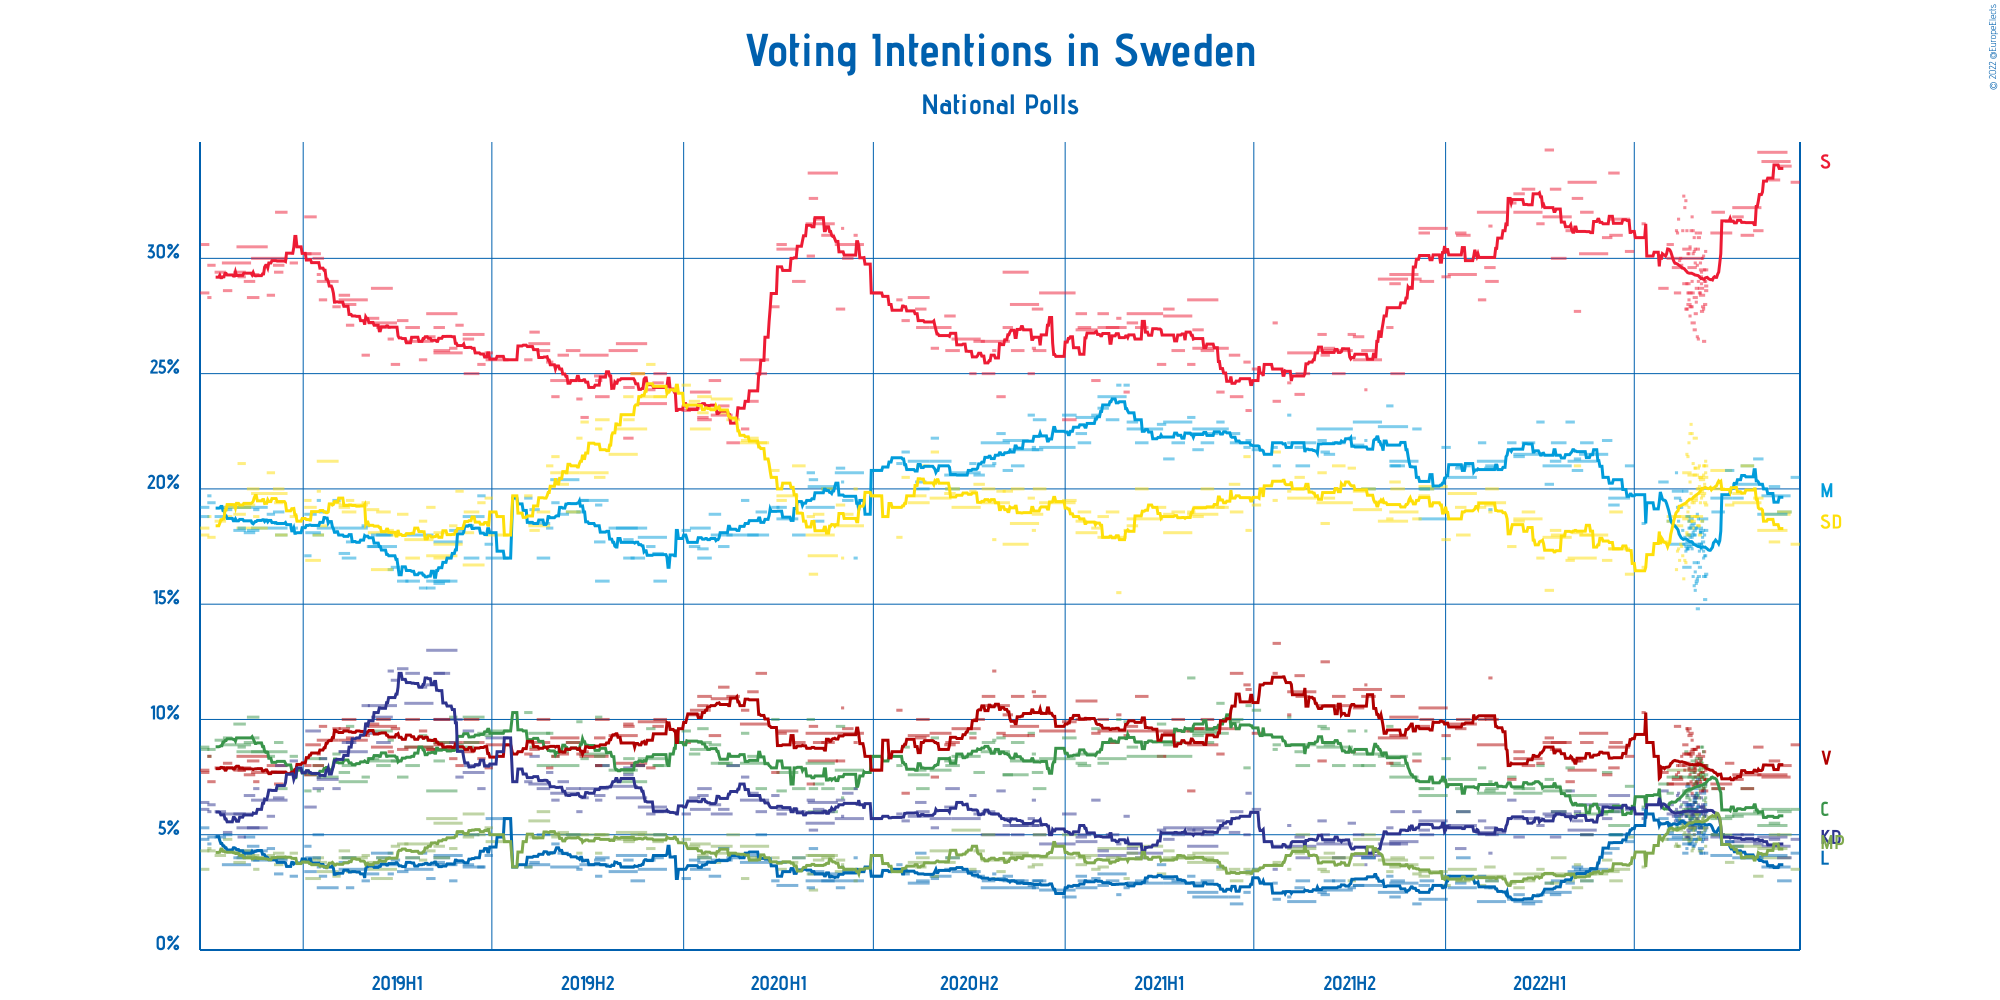 Voting Intentions in Sweden
National Polls
© 2022 @EuropeElects
30%
25%
20%
15%
10%
5%
0%
S
M
SD
V
C
KD
MP
L
2019H1
2019H2
2020H1
2020H2
2021H1
2021H2
2022H1